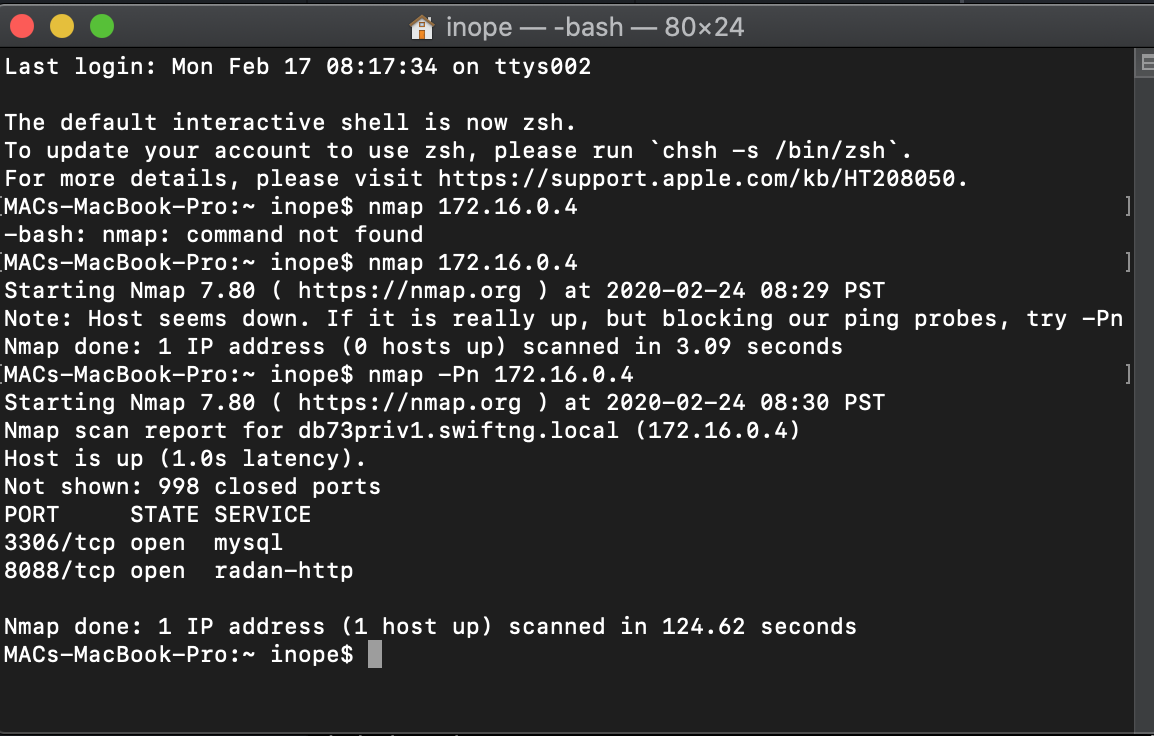 inope — -bash — 80×24
Last login: Mon Feb 17 08:17:34 on ttys002
The default interactive shell is now zsh.
To update your account to use zsh, please run `chsh -s /bin/zsh`.
For more details, please visit https://support.apple.com/kb/HT208050.
[MACs-MacBook-Pro:~ inope$ nmap 172.16.0.4 ]
-bash: nmap: command not found
[MACs-MacBook-Pro:~ inope$ nmap 172.16.0.4 ]
Starting Nmap 7.80 ( https://nmap.org ) at 2020-02-24 08:29 PST
Note: Host seems down. If it is really up, but blocking our ping probes, try -Pn
Nmap done: 1 IP address (0 hosts up) scanned in 3.09 seconds
[MACs-MacBook-Pro:~ inope$ nmap -Pn 172.16.0.4 ]
Starting Nmap 7.80 ( https://nmap.org ) at 2020-02-24 08:30 PST
Nmap scan report for db73priv1.swiftng.local (172.16.0.4)
Host is up (1.0s latency).
Not shown: 998 closed ports
PORT     STATE SERVICE
3306/tcp open  mysql
8088/tcp open  radan-http
Nmap done: 1 IP address (1 host up) scanned in 124.62 seconds
MACs-MacBook-Pro:~ inope$